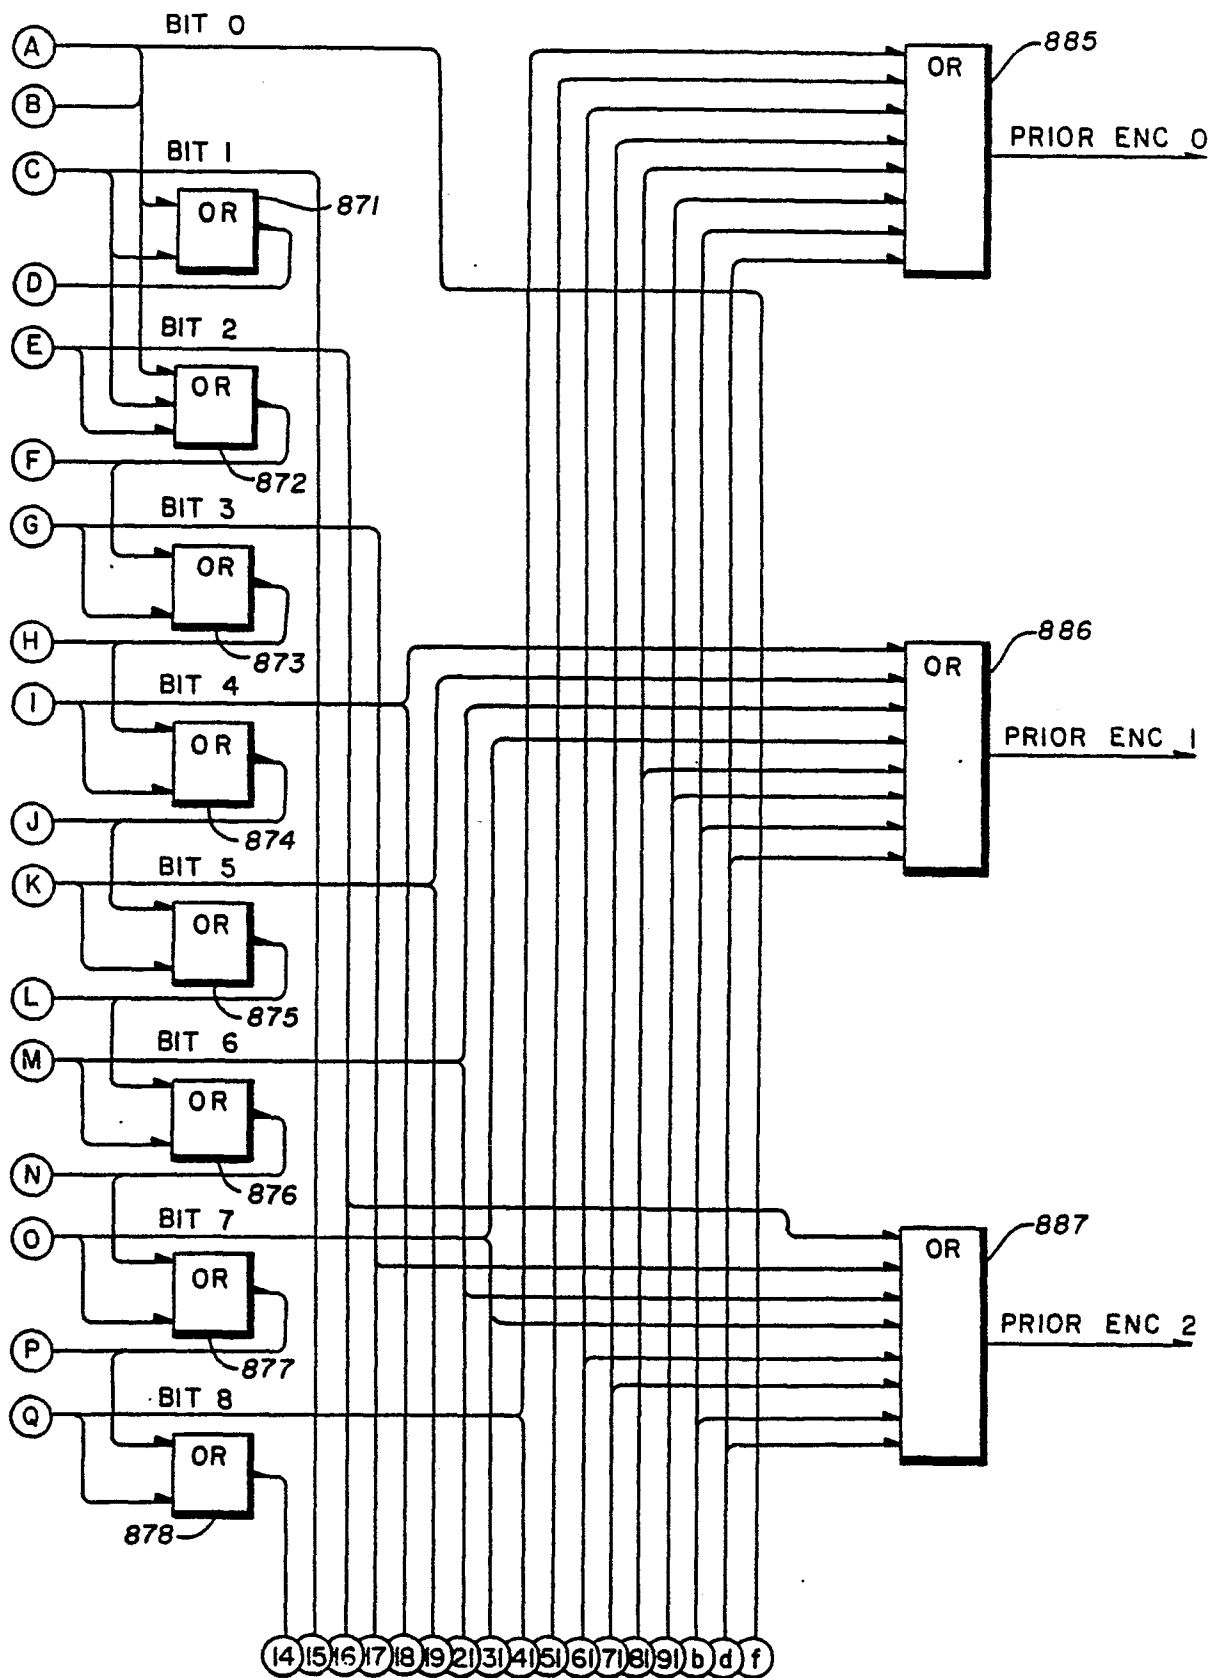 A
BIT 0
B
C
BIT 1
OR
871
D
E
BIT 2
OR
F
872
G
BIT 3
OR
H
873
I
BIT 4
OR
J
874
K
BIT 5
OR
L
875
M
BIT 6
OR
N
876
O
BIT 7
OR
P
877
Q
BIT 8
OR
878
OR
885
PRIOR ENC 0
OR
886
PRIOR ENC 1
OR
887
PRIOR ENC 2
14 15 16 17 18 19 21 31 41 51 61 71 81 91 b d f